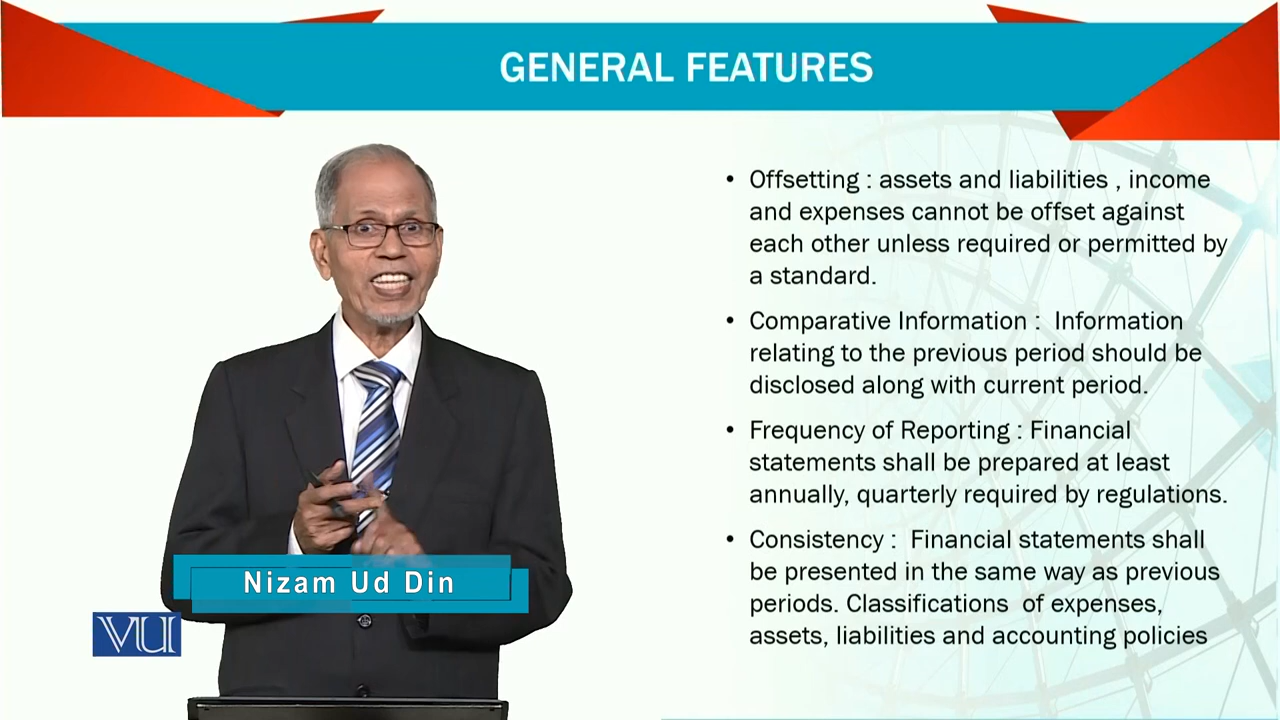 GENERAL FEATURES
• Offsetting : assets and liabilities , income
and expenses cannot be offset against
each other unless required or permitted by
a standard.
• Comparative Information :  Information
relating to the previous period should be
disclosed along with current period.
• Frequency of Reporting : Financial
statements shall be prepared at least
annually, quarterly required by regulations.
• Consistency :  Financial statements shall
be presented in the same way as previous
periods. Classifications  of expenses,
assets, liabilities and accounting policies
Nizam Ud Din
VU